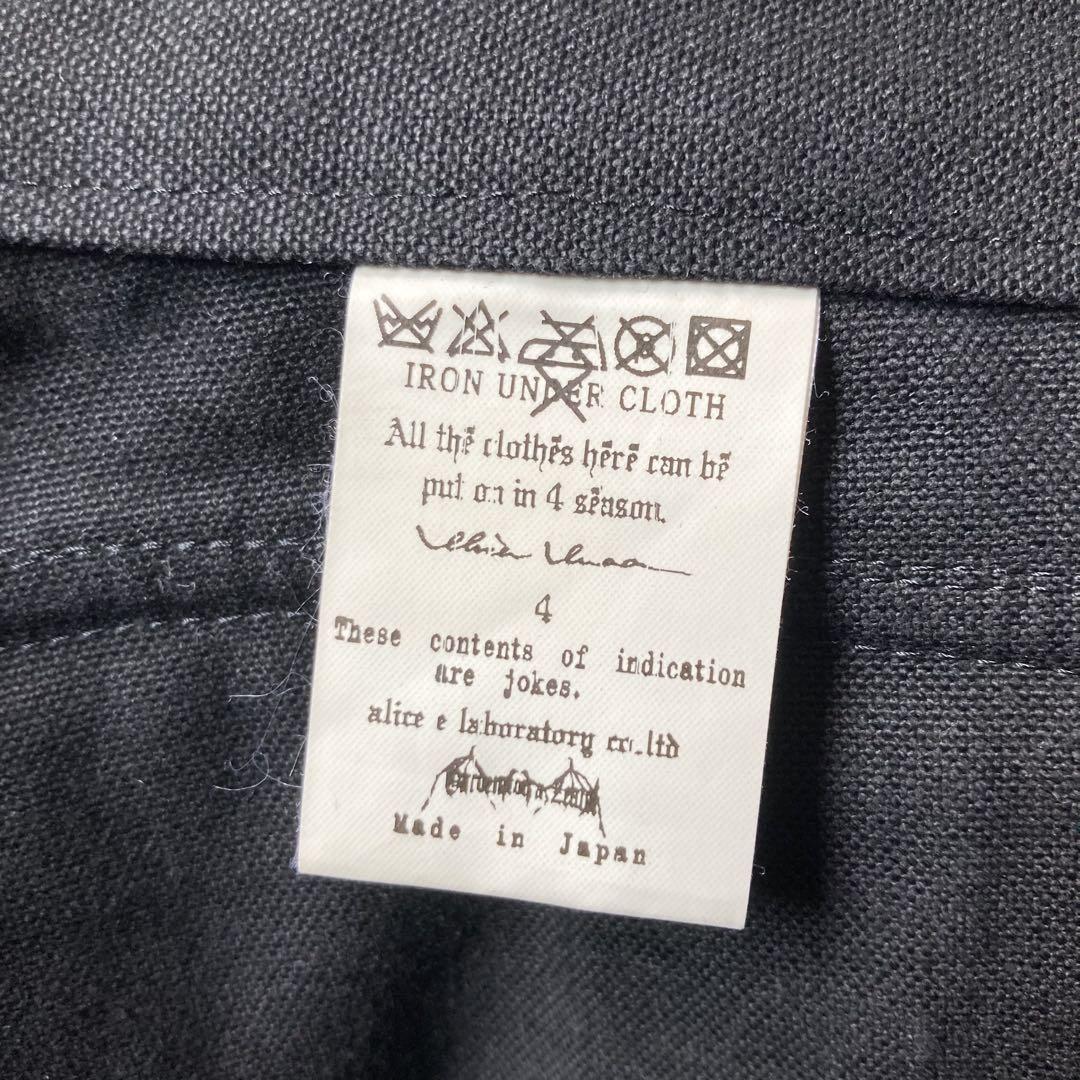 IRON UNDER CLOTH
All the clothes here can be
put on in 4 season.
4
These contents of indication
are jokes.
alice e laboratory co.ltd
Made in Japan